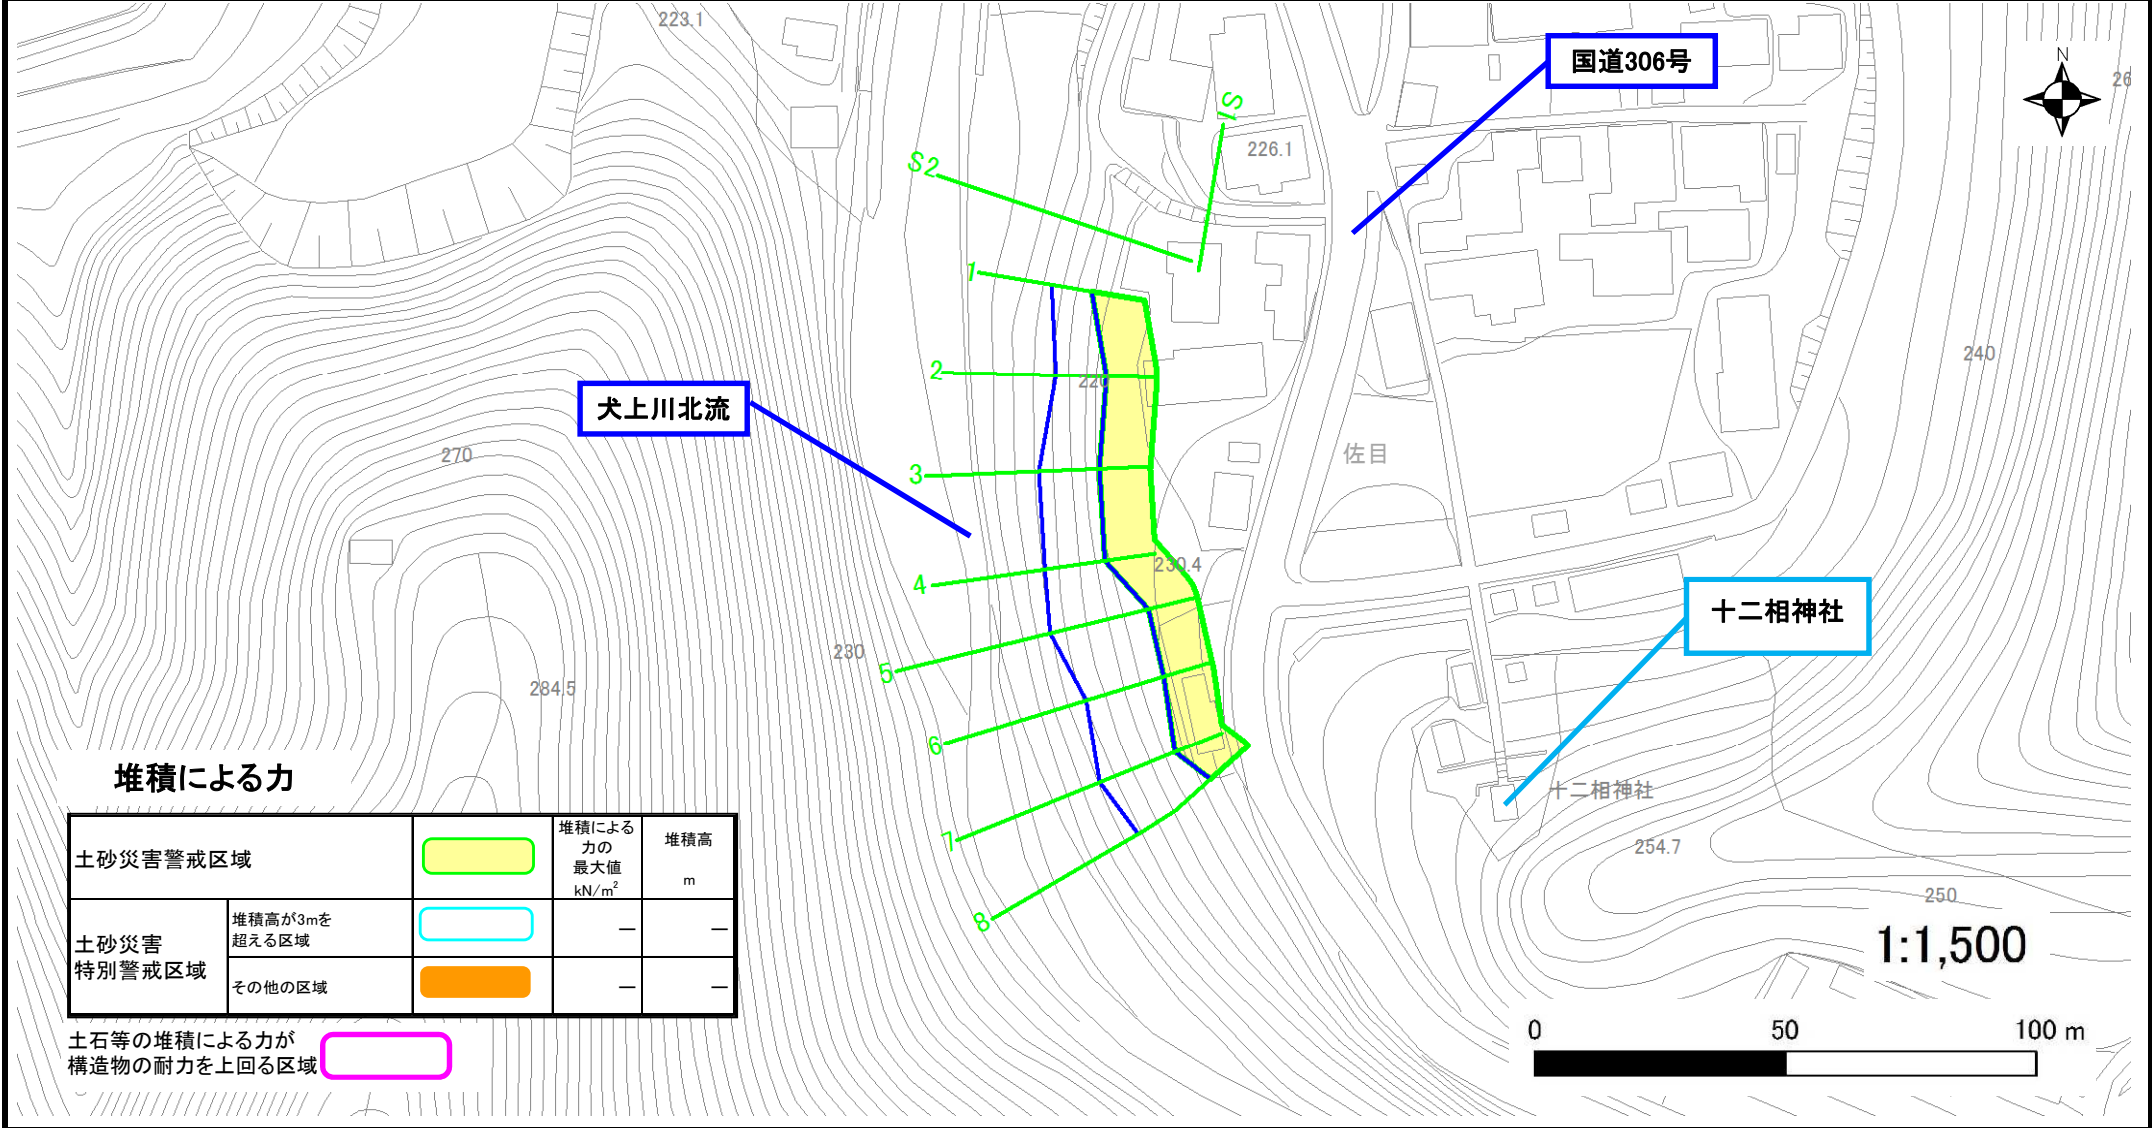 223.1
国道306号
N
26
S1
226.1
S2
1
240
2
220
犬上川北流
佐目
270
3
230.4
4
十二相神社
230
5
284.5
6
堆積による力
十二相神社
7
254.7
土砂災害警戒区域
堆積による
力の
最大値
kN/m²
堆積高
m
250
8
土砂災害
特別警戒区域
堆積高が3mを
超える区域
— —
その他の区域
— —
1:1,500
土石等の堆積による力が
構造物の耐力を上回る区域
0 50 100 m